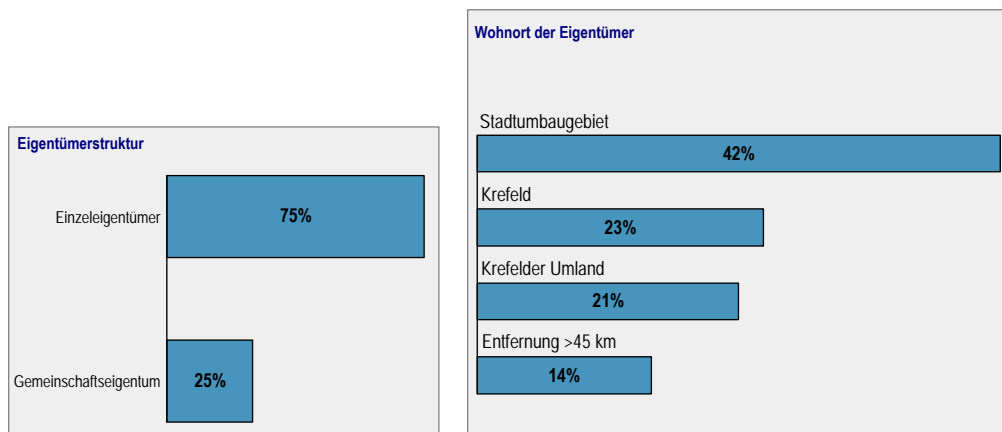 Eigentümerstruktur
Einzeleigentümer
75%
Gemeinschaftseigentum
25%
Wohnort der Eigentümer
Stadtumbaugebiet
42%
Krefeld
23%
Krefelder Umland
21%
Entfernung >45 km
14%